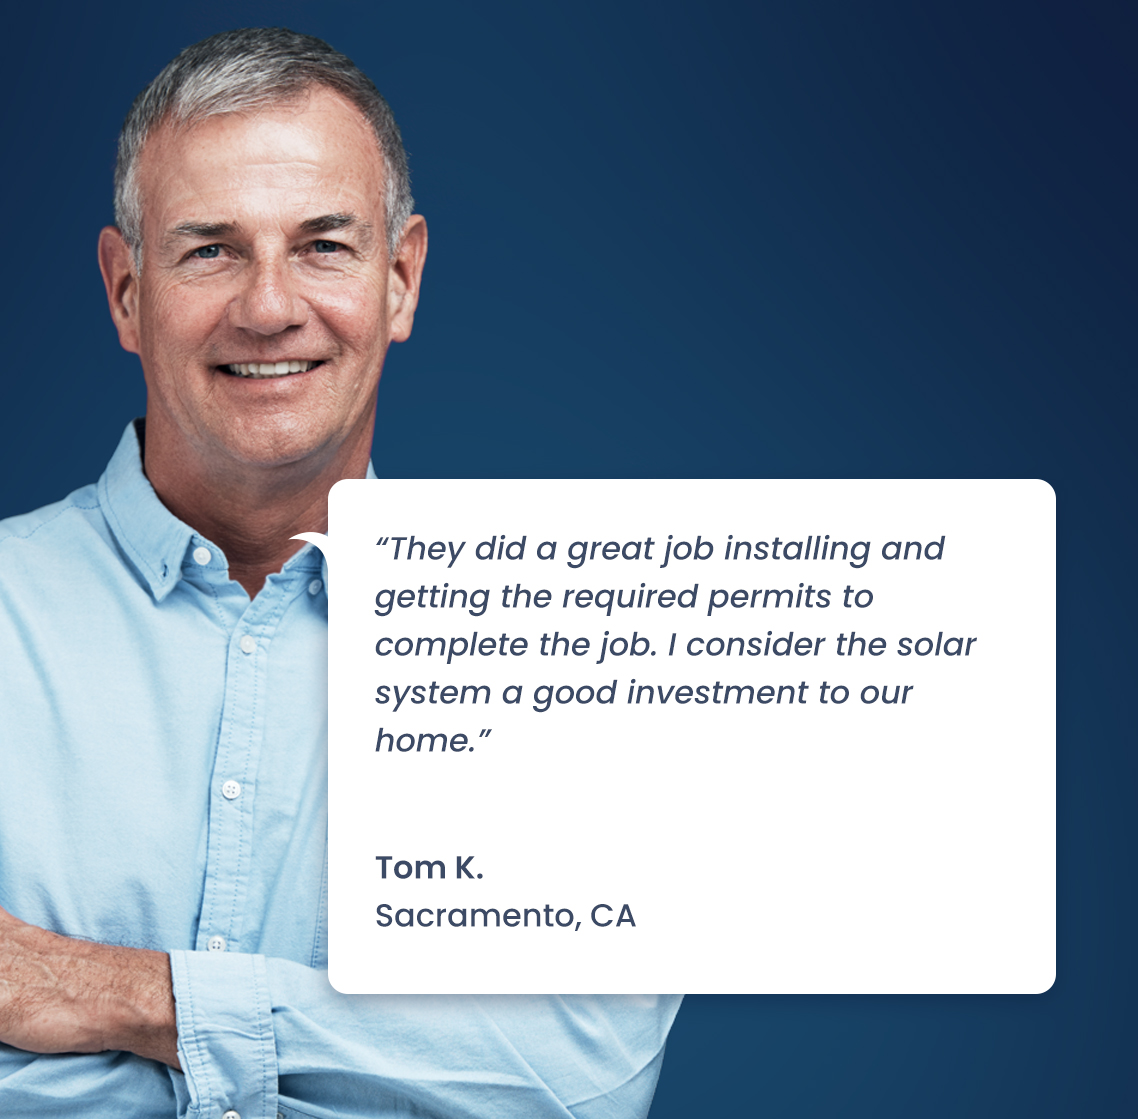 “They did a great job installing and
getting the required permits to
complete the job. I consider the solar
system a good investment to our
home.”
Tom K.
Sacramento, CA